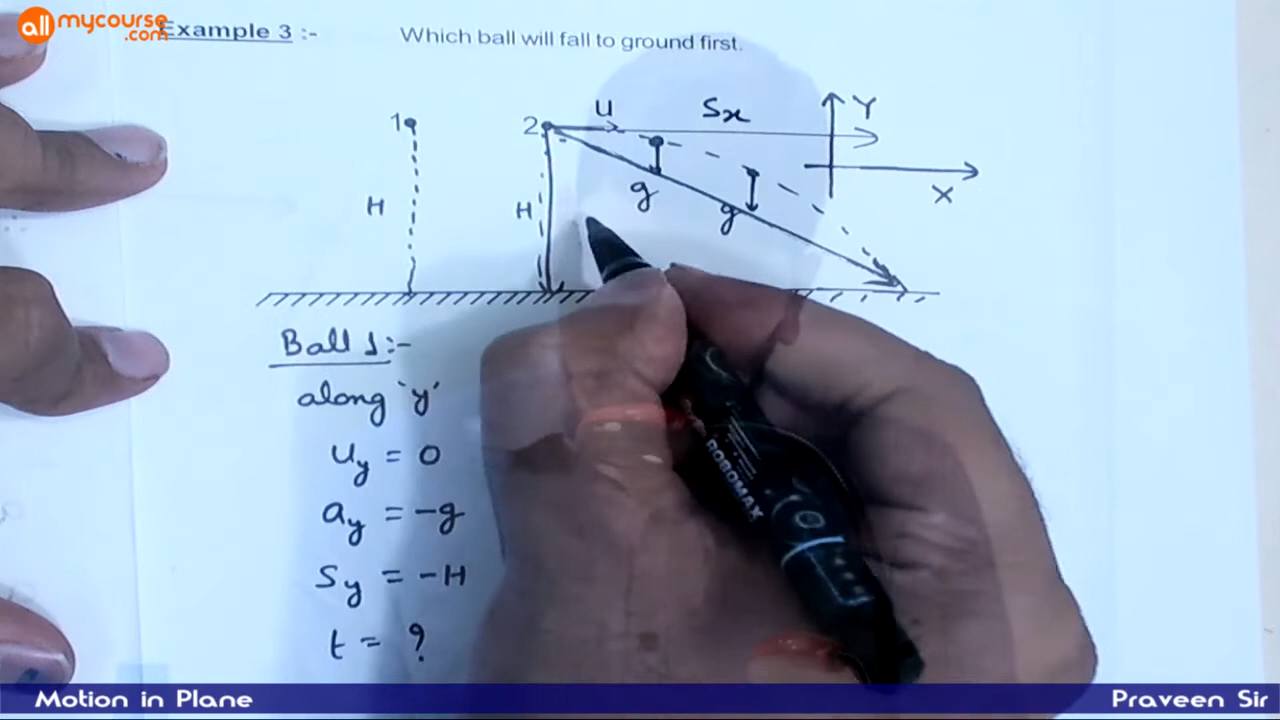 allmycourse
.com
Example 3 :-
Which ball will fall to ground first.
U
Sx
Y
1
2
X
H
H
g
g
Ball 1:-
along 'y'
uy = 0
ay = -g
Sy = -H
t = ?
ROBOMAX
Motion in Plane
Praveen Sir